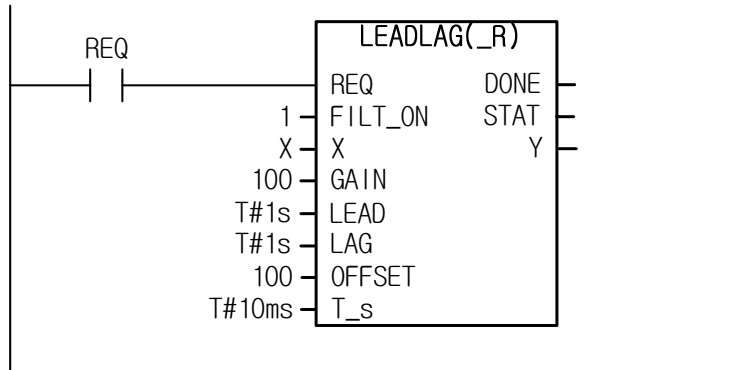 LEADLAG(_R)
REQ
REQ DONE
1 FILT_ON STAT
X X Y
100 GAIN
T#1s LEAD
T#1s LAG
100 OFFSET
T#10ms T_s